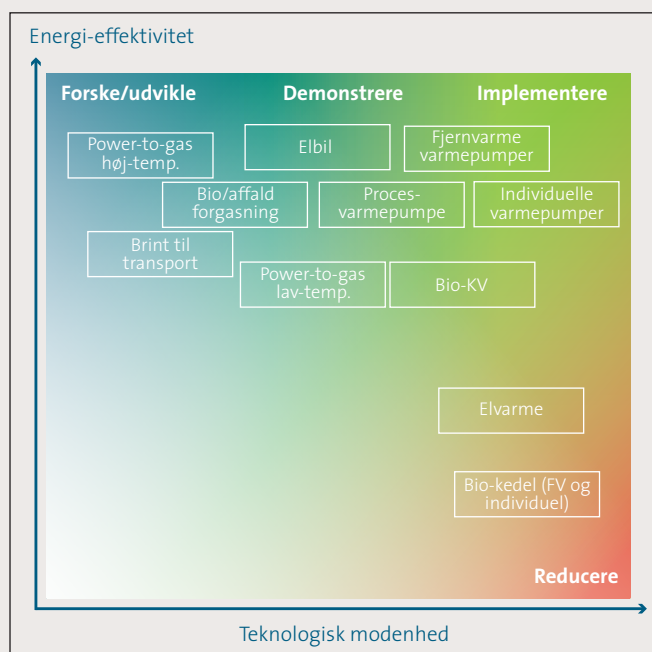 Energi-effektivitet
Forske/udvikle
Demonstrere
Implementere
Power-to-gas
høj-temp.
Elbil
Fjernvarme
varmepumper
Bio/affald
forgasning
Proces-
varmepumpe
Individuelle
varmepumper
Brint til
transport
Power-to-gas
lav-temp.
Bio-KV
Elvarme
Bio-kedel (FV og
individuel)
Reducere
Teknologisk modenhed